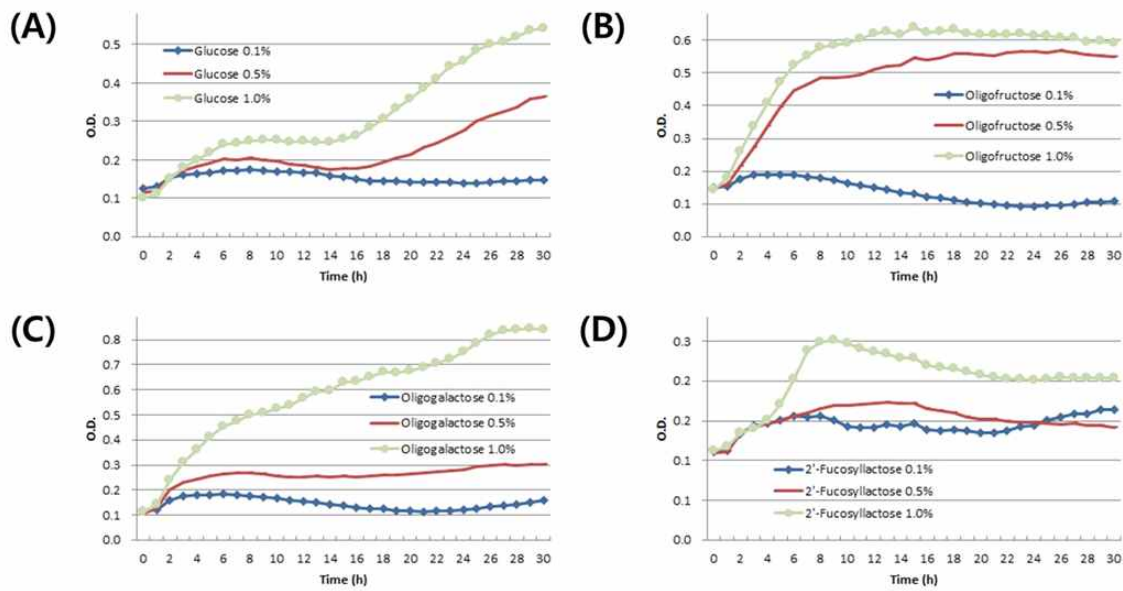 (A)
O.D.
0.5
0.4
0.3
0.2
0.1
0.0
Glucose 0.1%
Glucose 0.5%
Glucose 1.0%
0 2 4 6 8 10 12 14 16 18 20 22 24 26 28 30
Time (h)
(B)
O.D.
0.6
0.5
0.4
0.3
0.2
0.1
0.0
Oligofructose 0.1%
Oligofructose 0.5%
Oligofructose 1.0%
0 2 4 6 8 10 12 14 16 18 20 22 24 26 28 30
Time (h)
(C)
O.D.
0.8
0.7
0.6
0.5
0.4
0.3
0.2
0.1
0.0
Oligogalactose 0.1%
Oligogalactose 0.5%
Oligogalactose 1.0%
0 2 4 6 8 10 12 14 16 18 20 22 24 26 28 30
Time (h)
(D)
O.D.
0.3
0.2
0.2
0.1
0.1
0.0
2'-Fucosyllactose 0.1%
2'-Fucosyllactose 0.5%
2'-Fucosyllactose 1.0%
0 2 4 6 8 10 12 14 16 18 20 22 24 26 28 30
Time (h)